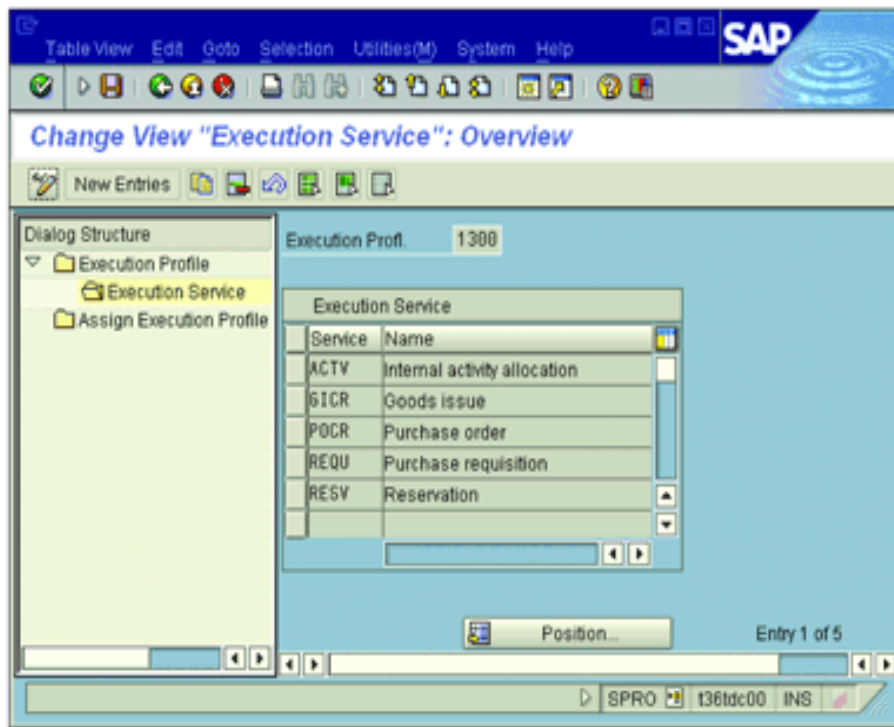 Table View Edit Goto Selection Utilities(M) System Help
SAP
Change View "Execution Service": Overview
New Entries
Dialog Structure
Execution Profile
Execution Service
Assign Execution Profile
Execution Profl. 1300
Execution Service
Service Name
ACTV Internal activity allocation
GICR Goods issue
POCR Purchase order
REQU Purchase requisition
RESV Reservation
Position... Entry 1 of 5
SPRO t36tdc00 INS